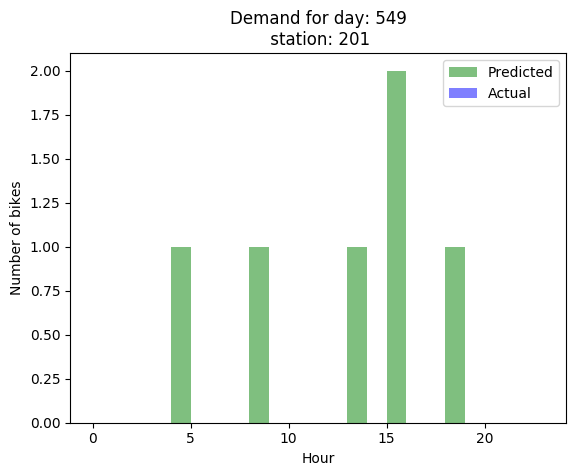 Demand for day: 549
station: 201
Predicted
Actual
Number of bikes
2.00
1.75
1.50
1.25
1.00
0.75
0.50
0.25
0.00
0 5 10 15 20
Hour